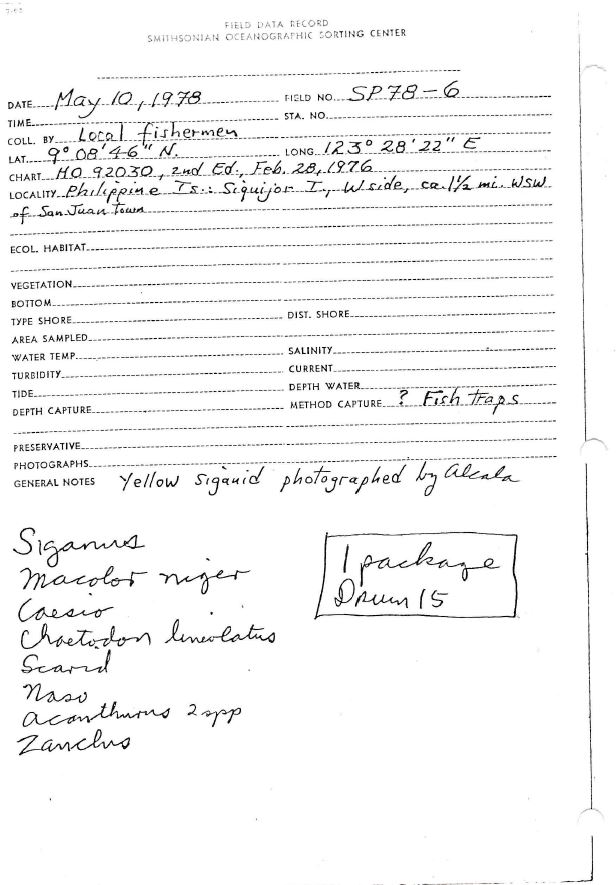 FIELD DATA RECORD
SMITHSONIAN OCEANOGRAPHIC SORTING CENTER
DATE May 10, 1978 FIELD NO. SP78-6
TIME STA. NO.
COLL. BY Local fishermen
LAT. 9° 08' 46" N. LONG. 123° 28' 22" E
CHART HO 92030, 2nd Ed., Feb. 28, 1976
LOCALITY Philippine Is.: Siquijor I., W side, ca. 1½ mi. WSW
of San Juan Town
ECOL. HABITAT
VEGETATION
BOTTOM
TYPE SHORE DIST. SHORE
AREA SAMPLED
WATER TEMP. SALINITY
TURBIDITY CURRENT
TIDE DEPTH WATER
DEPTH CAPTURE METHOD CAPTURE ? Fish traps
PRESERVATIVE
PHOTOGRAPHS
GENERAL NOTES Yellow siganid photographed by Alcala
Siganus
Macolor niger
Caesio
Chaetodon lineolatus
Scarid
Naso
Acanthurus 2 spp
Zanclus
1 package
Drum 15